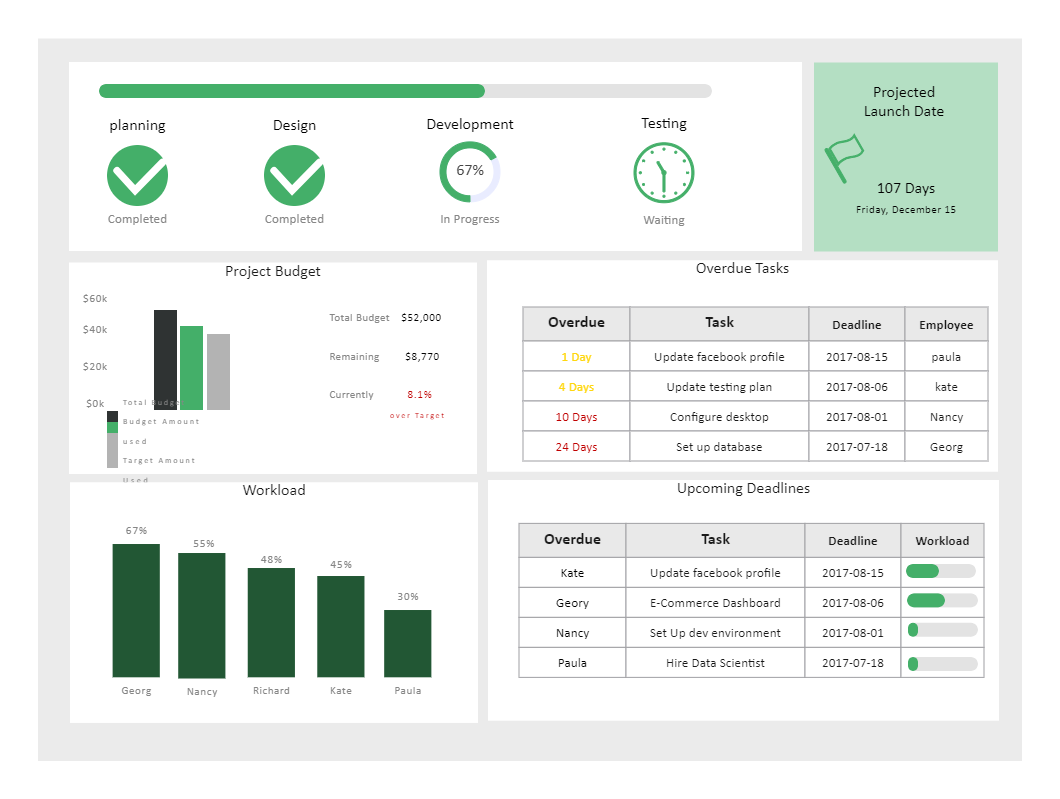 planning
Design
Development
Testing
67%
Completed
Completed
In Progress
Waiting
Projected
Launch Date
107 Days
Friday, December 15
Project Budget
$60k
$40k
$20k
$0k
Total Budge
Budget Amount
used
Target Amount
Used
Total Budget $52,000
Remaining $8,770
Currently 8.1%
over Target
Overdue Tasks
Overdue Task Deadline Employee
1 Day Update facebook profile 2017-08-15 paula
4 Days Update testing plan 2017-08-06 kate
10 Days Configure desktop 2017-08-01 Nancy
24 Days Set up database 2017-07-18 Georg
Workload
67%
55%
48%
45%
30%
Georg
Nancy
Richard
Kate
Paula
Upcoming Deadlines
Overdue Task Deadline Workload
Kate Update facebook profile 2017-08-15
Geory E-Commerce Dashboard 2017-08-06
Nancy Set Up dev environment 2017-08-01
Paula Hire Data Scientist 2017-07-18